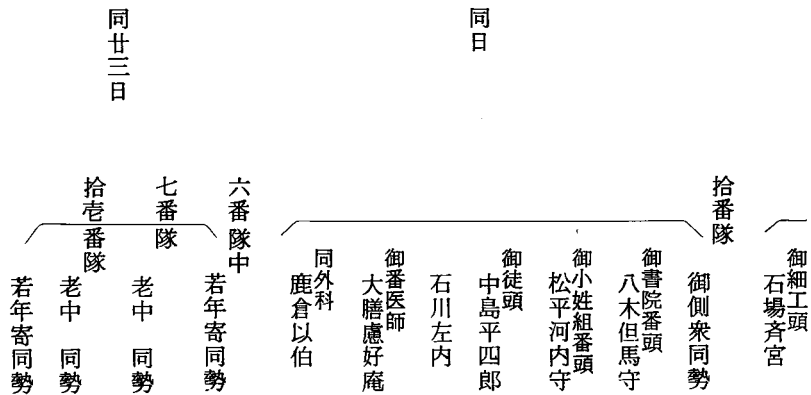 御細工頭
石場斉宮
同日
拾番隊
御側衆同勢
御書院番頭
八木但馬守
御小姓組番頭
松平河内守
御徒頭
中島平四郎
石川左内
御番医師
大膳慮好庵
同外科
鹿倉以伯
同廿三日
六番隊中
若年寄同勢
七番隊
老中 同勢
拾壱番隊
老中 同勢
若年寄同勢